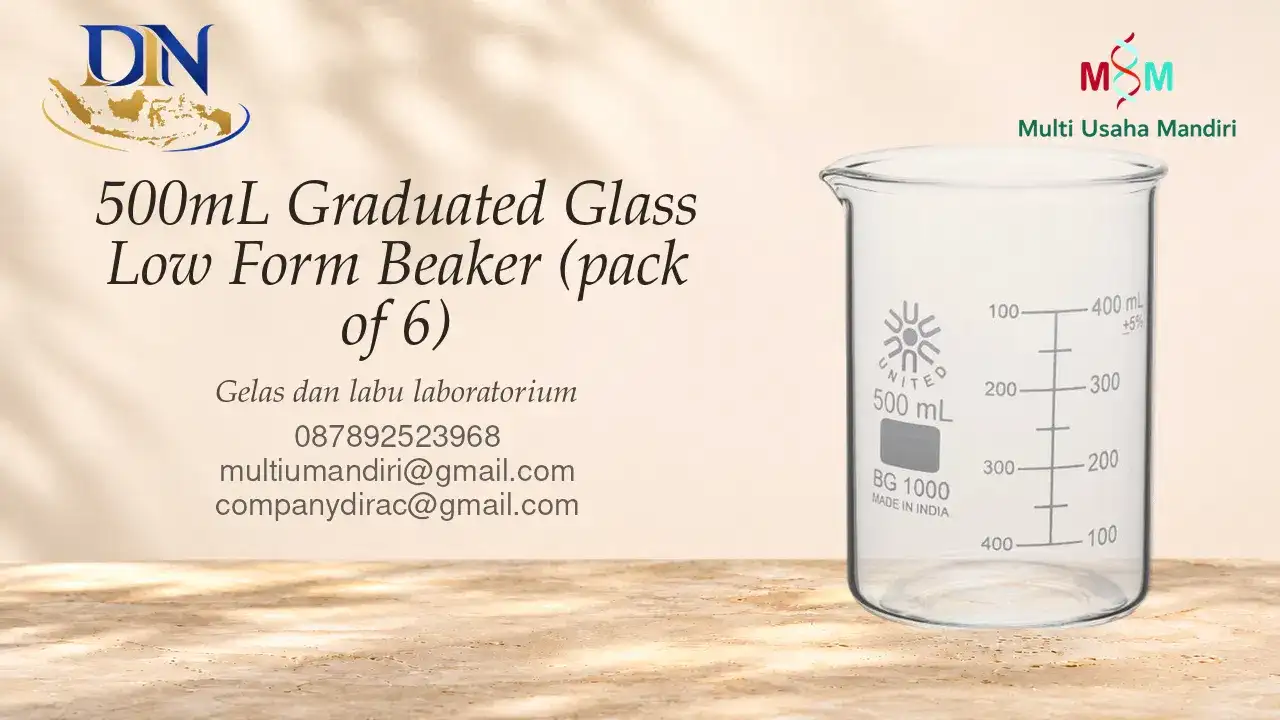 DIN
M M
Multi Usaha Mandiri
500mL Graduated Glass
Low Form Beaker (pack
of 6)
Gelas dan labu laboratorium
087892523968
multiumandiri@gmail.com
companydirac@gmail.com
UNITED
500 mL
BG 1000
MADE IN INDIA
100 400 mL
±5%
200 300
300 200
400 100